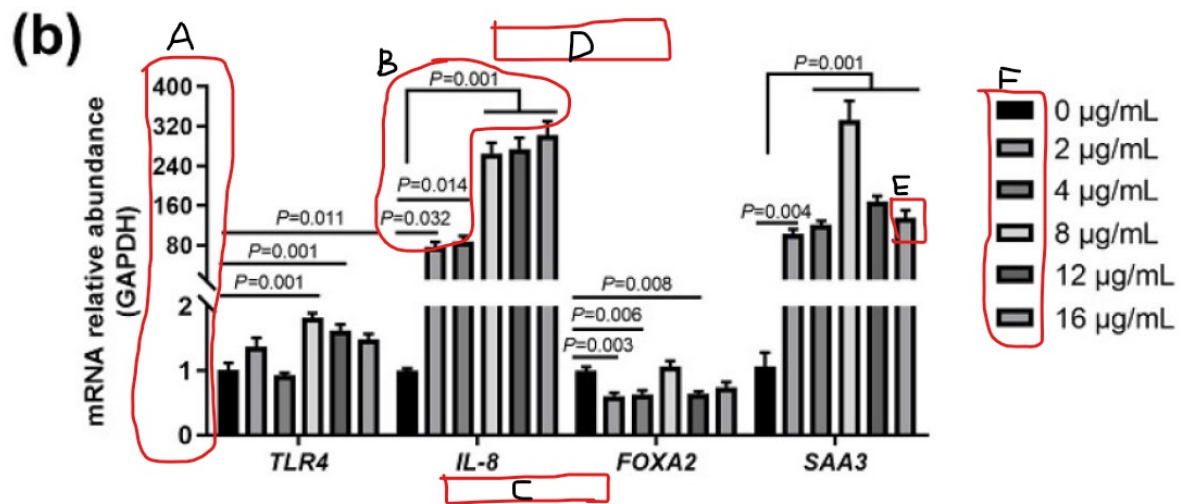 (b)
A
B
D
F
E
C
mRNA relative abundance
(GAPDH)
400
320
240
160
80
2
1
0
P=0.011
P=0.001
P=0.001
P=0.001
P=0.014
P=0.032
P=0.008
P=0.006
P=0.003
P=0.001
P=0.004
TLR4
IL-8
FOXA2
SAA3
0 µg/mL
2 µg/mL
4 µg/mL
8 µg/mL
12 µg/mL
16 µg/mL